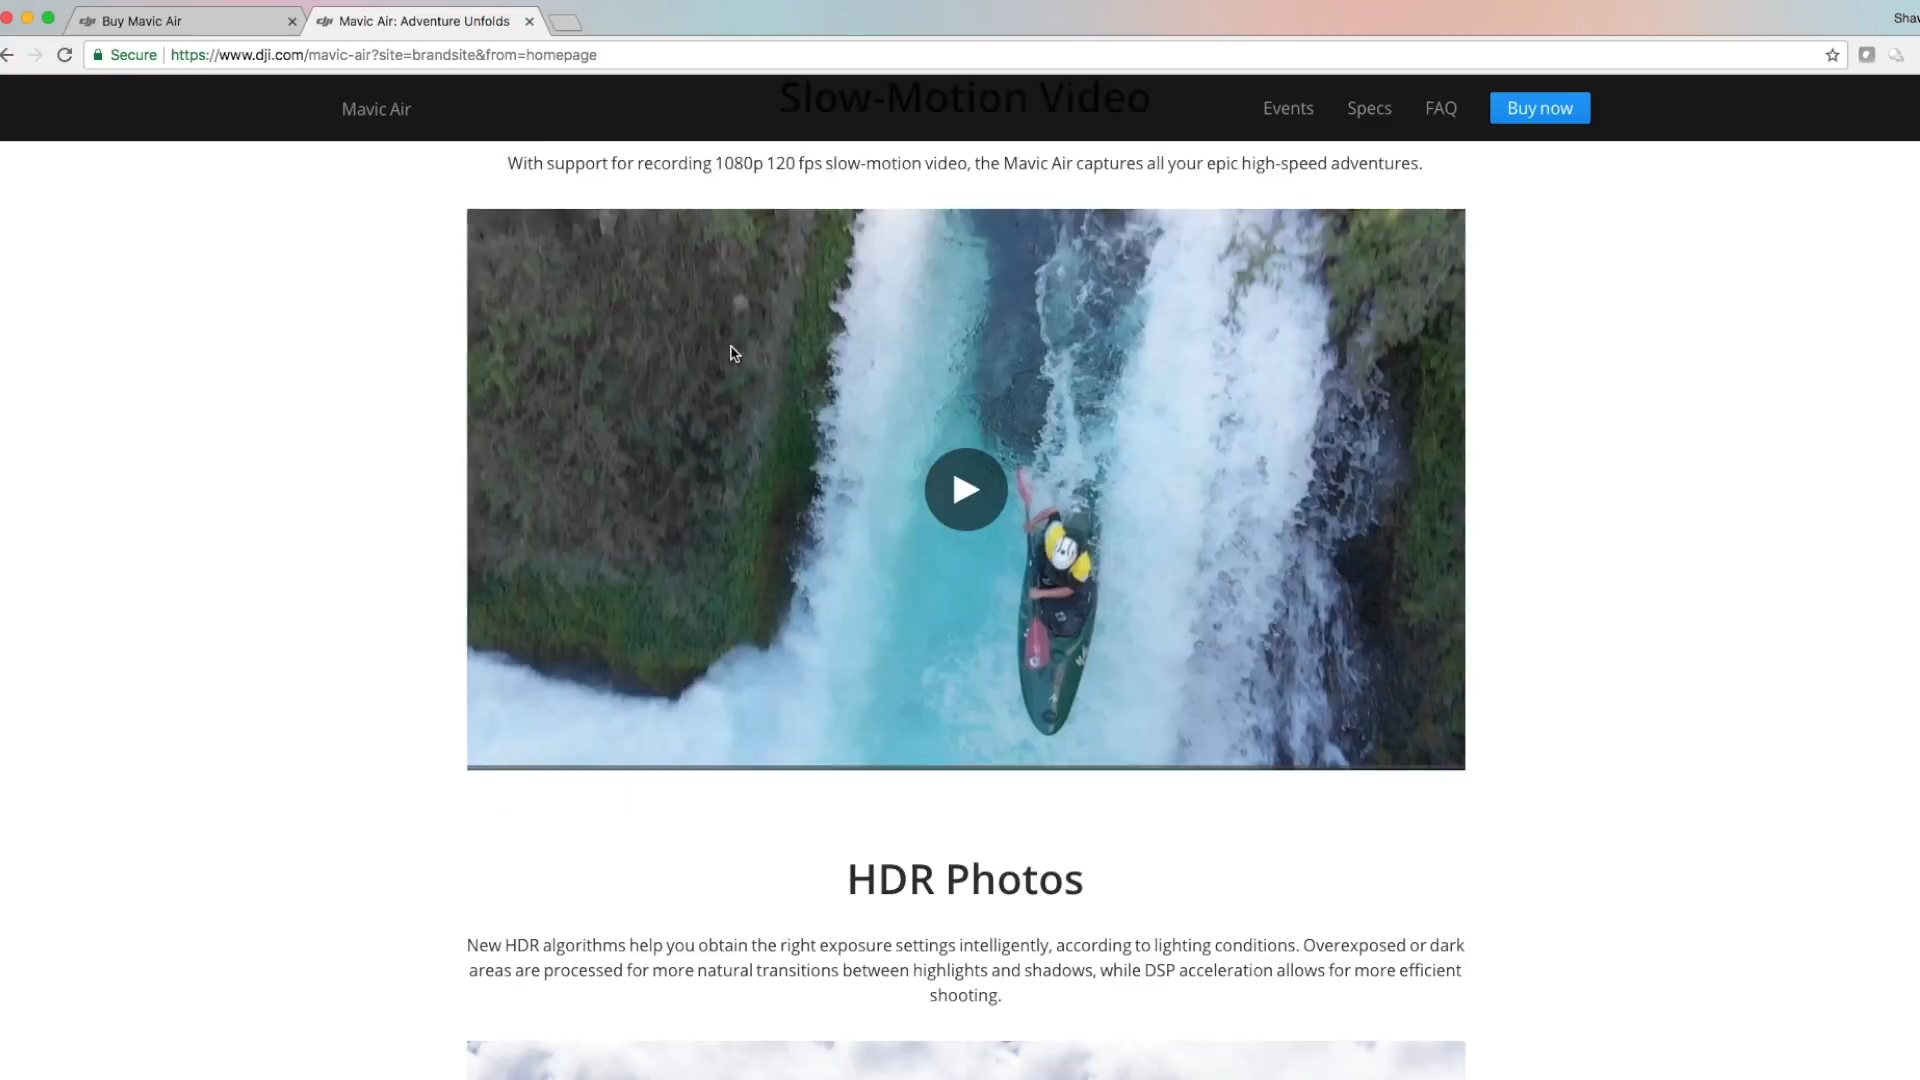 Buy Mavic Air
Mavic Air: Adventure Unfolds
Secure
https://www.dji.com/mavic-air?site=brandsite&from=homepage
Mavic Air
Slow-Motion Video
Events
Specs
FAQ
Buy now
With support for recording 1080p 120 fps slow-motion video, the Mavic Air captures all your epic high-speed adventures.
HDR Photos
New HDR algorithms help you obtain the right exposure settings intelligently, according to lighting conditions. Overexposed or dark
areas are processed for more natural transitions between highlights and shadows, while DSP acceleration allows for more efficient
shooting.